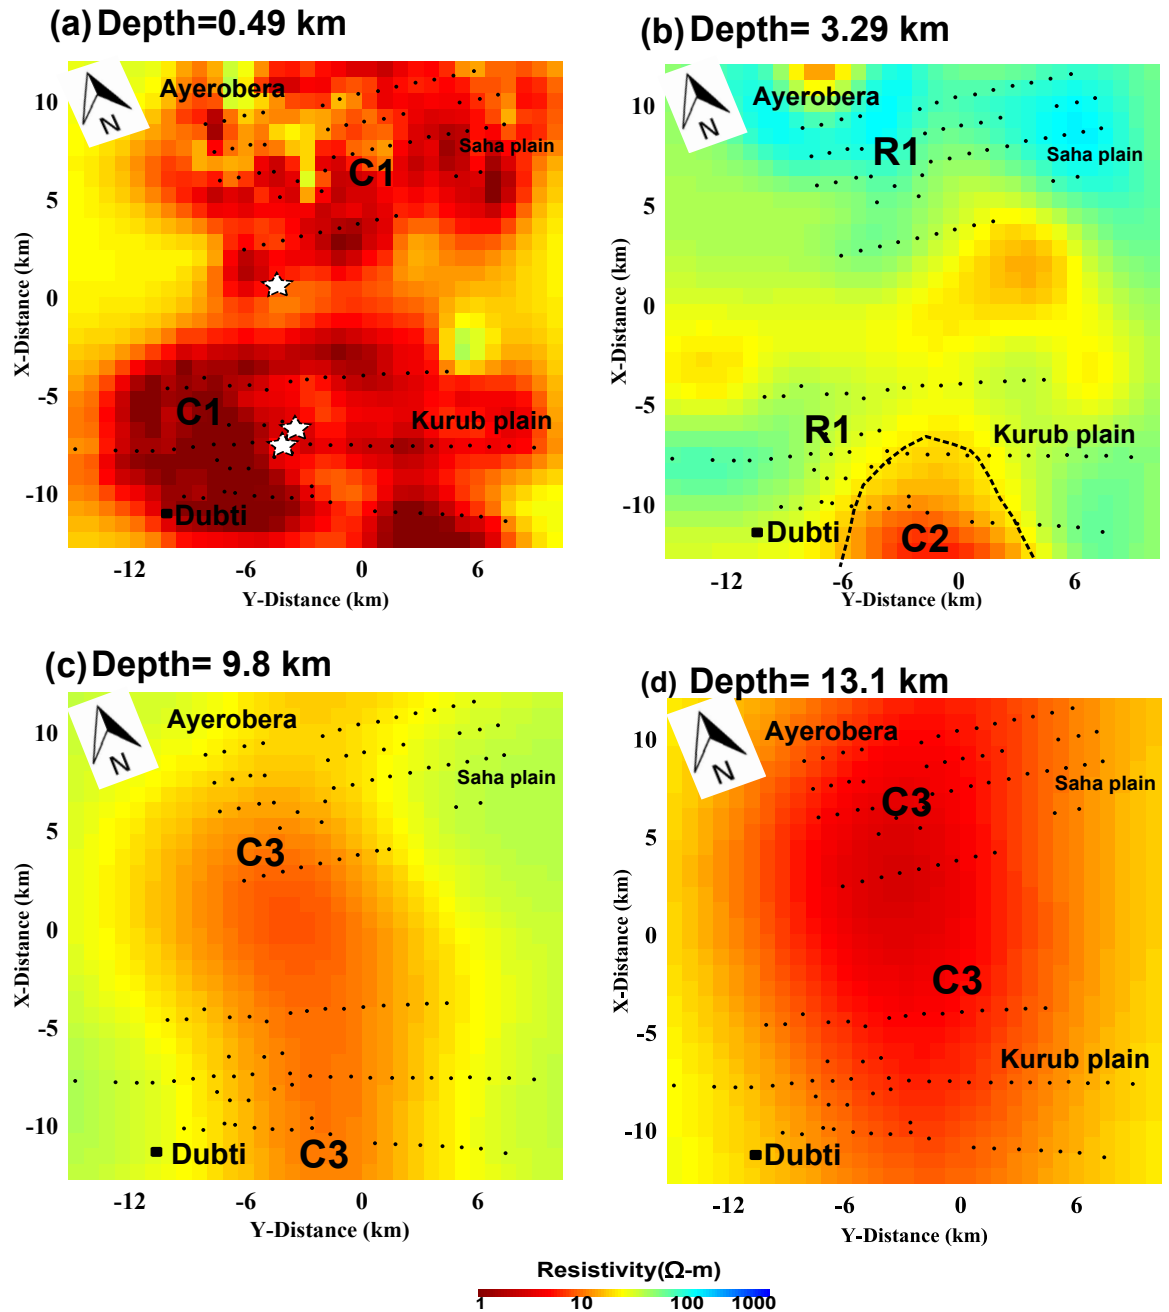 (a) Depth=0.49 km
N
Ayerobera
Saha plain
C1
C1
Kurub plain
Dubti
10
5
0
-5
-10
X-Distance (km)
-12 -6 0 6
Y-Distance (km)
(b) Depth= 3.29 km
N
Ayerobera
R1
Saha plain
R1
Kurub plain
Dubti
C2
10
5
0
-5
-10
X-Distance (km)
-12 -6 0 6
Y-Distance (km)
(c) Depth= 9.8 km
N
Ayerobera
Saha plain
C3
Dubti
C3
10
5
0
-5
-10
X-Distance (km)
-12 -6 0 6
Y-Distance (km)
(d) Depth= 13.1 km
N
Ayerobera
Saha plain
C3
C3
Kurub plain
Dubti
10
5
0
-5
-10
X-Distance (km)
-12 -6 0 6
Y-Distance (km)
Resistivity(Ω-m)
1 10 100 1000